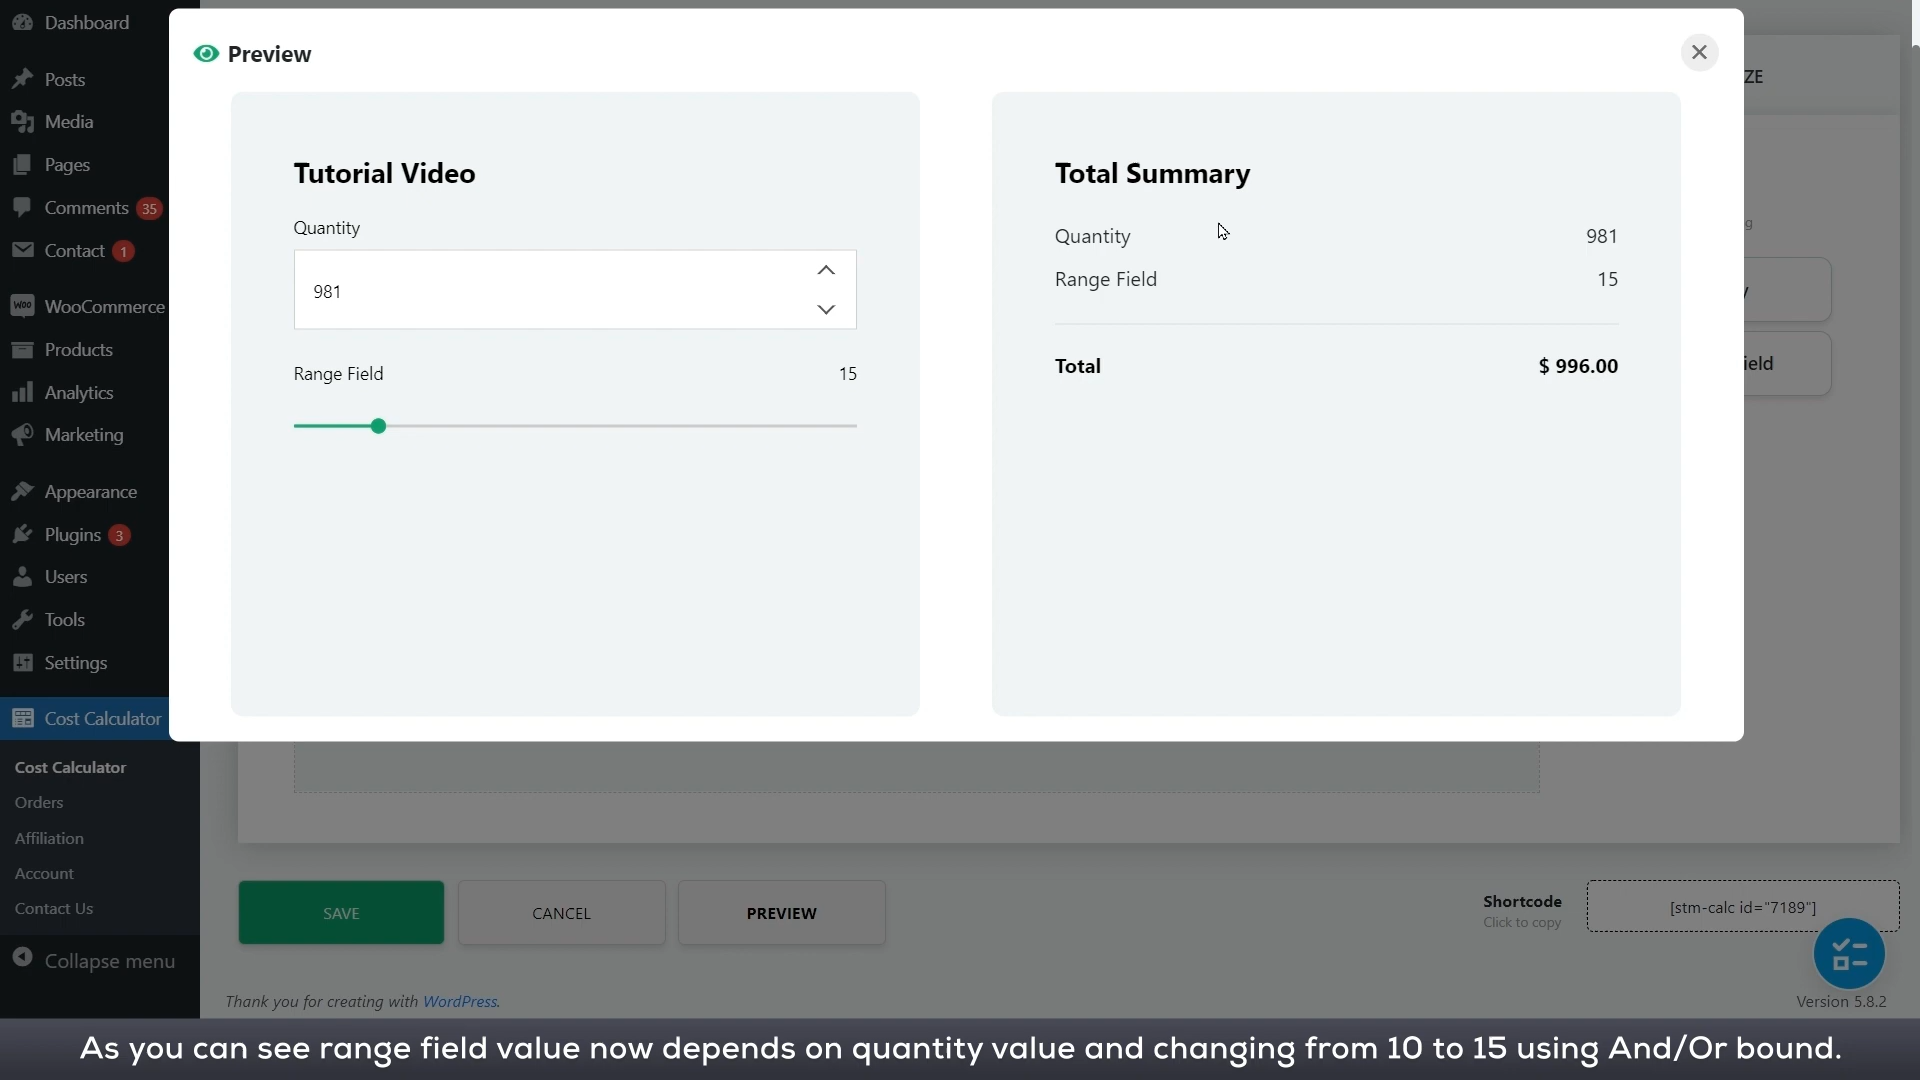 Dashboard
Posts
Media
Pages
Comments 35
Contact 1
WOO WooCommerce
Products
Analytics
Marketing
Appearance
Plugins 3
Users
Tools
Settings
Cost Calculator
Cost Calculator
Orders
Affiliation
Account
Contact Us
Collapse menu
Preview
Tutorial Video
Quantity
981
Range Field 15
Total Summary
Quantity 981
Range Field 15
Total $ 996.00
ZE
g
y
ield
SAVE
CANCEL
PREVIEW
Shortcode
Click to copy
[stm-calc id="7189"]
Thank you for creating with WordPress.
Version 5.8.2
As you can see range field value now depends on quantity value and changing from 10 to 15 using And/Or bound.